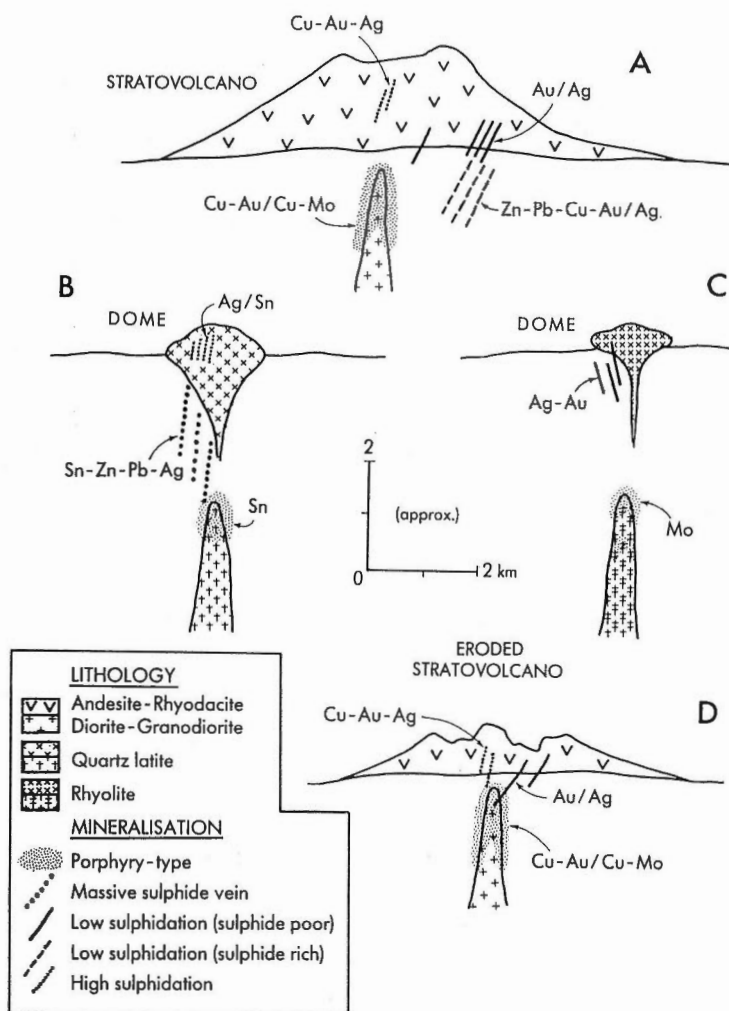 Cu-Au-Ag
A
STRATOVOLCANO
Au/Ag
Cu-Au/Cu-Mo
Zn-Pb-Cu-Au/Ag.
B
C
Ag/Sn
DOME
DOME
Ag-Au
Sn-Zn-Pb-Ag
2
Sn
(approx.)
Mo
0
2 km
ERODED
STRATOVOLCANO
LITHOLOGY
Andesite-Rhyodacite
Diorite-Granodiorite
Quartz latite
Rhyolite
MINERALISATION
Porphyry-type
Massive sulphide vein
Low sulphidation (sulphide poor)
Low sulphidation (sulphide rich)
High sulphidation
D
Cu-Au-Ag
Au/Ag
Cu-Au/Cu-Mo